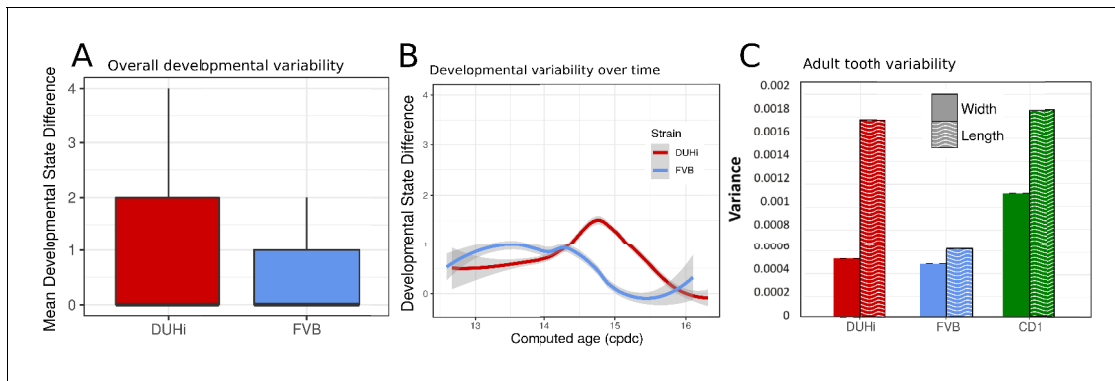 A
Overall developmental variability
Mean Developmental State Difference
4
3
2
1
0
DUHi
FVB
B
Developmental variability over time
Developmental State Difference
4
3
2
1
0
Strain
DUHi
FVB
13
14
15
16
Computed age (cpdc)
C
Adult tooth variability
Variance
0.002
0.0018
0.0016
0.0014
0.0012
0.001
0.0008
0.0006
0.0004
0.0002
0
Width
Length
DUHi
FVB
CD1